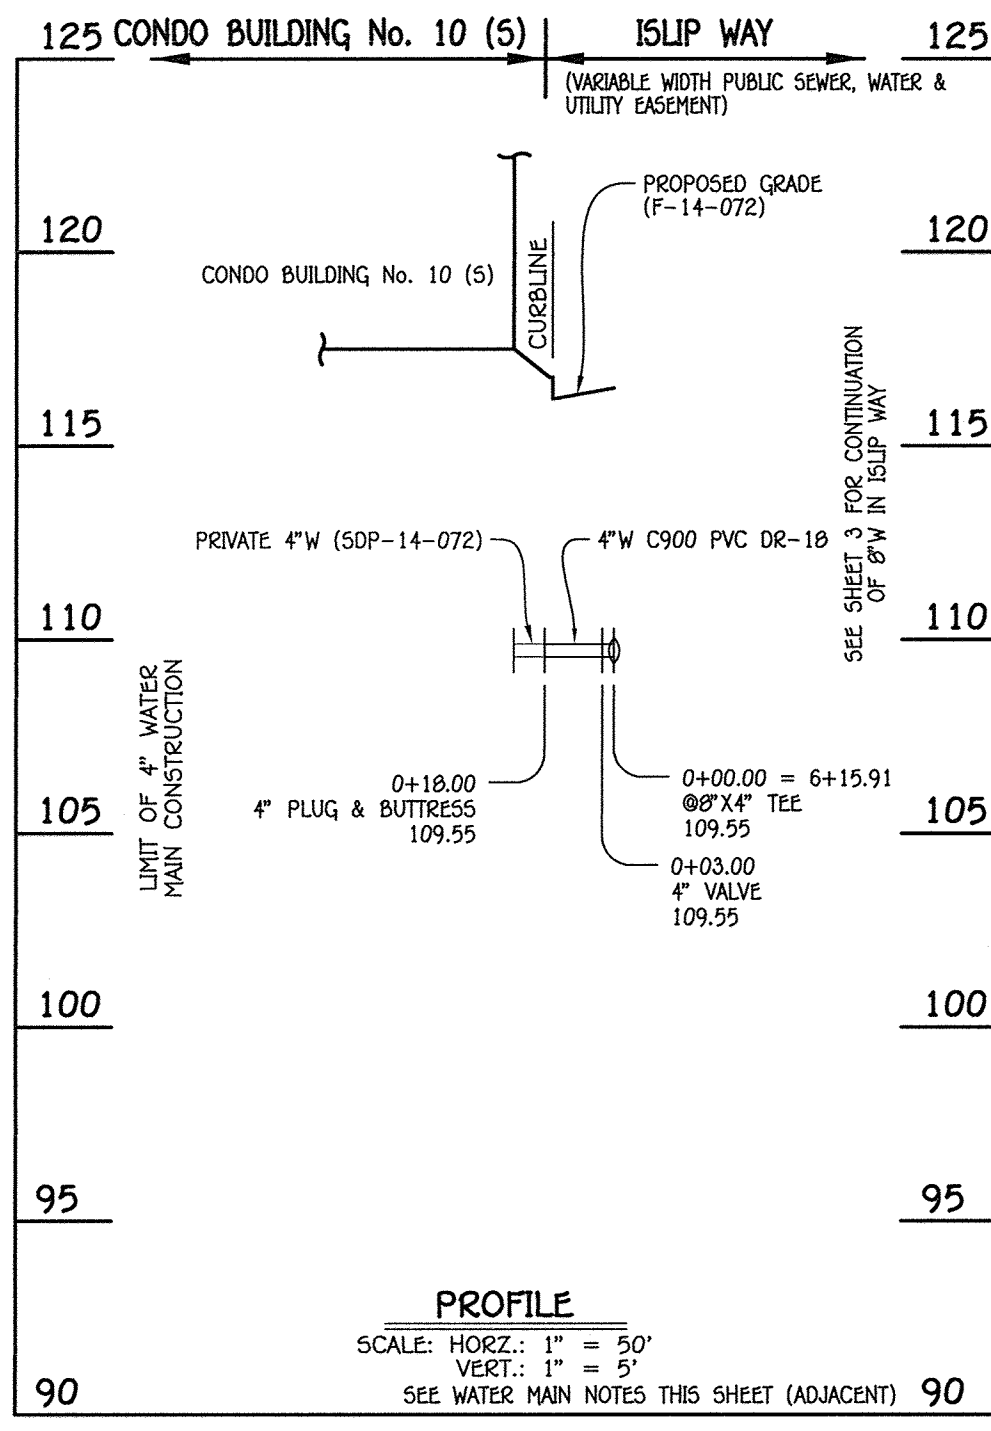 125 CONDO BUILDING No. 10 (S) ISLIP WAY 125
(VARIABLE WIDTH PUBLIC SEWER, WATER &
UTILITY EASEMENT)
PROPOSED GRADE
(F-14-072)
120 120
CURBLINE
CONDO BUILDING No. 10 (S)
115 115
SEE SHEET 3 FOR CONTINUATION
OF 8"W IN ISLIP WAY
PRIVATE 4"W (SDP-14-072)
4"W C900 PVC DR-18
110 110
LIMIT OF 4" WATER
MAIN CONSTRUCTION
0+18.00
4" PLUG & BUTTRESS
109.55
0+00.00 = 6+15.91
@8"X4" TEE
109.55
105 105
0+03.00
4" VALVE
109.55
100 100
95 95
PROFILE
SCALE: HORZ.: 1" = 50'
VERT.: 1" = 5'
90 SEE WATER MAIN NOTES THIS SHEET (ADJACENT) 90